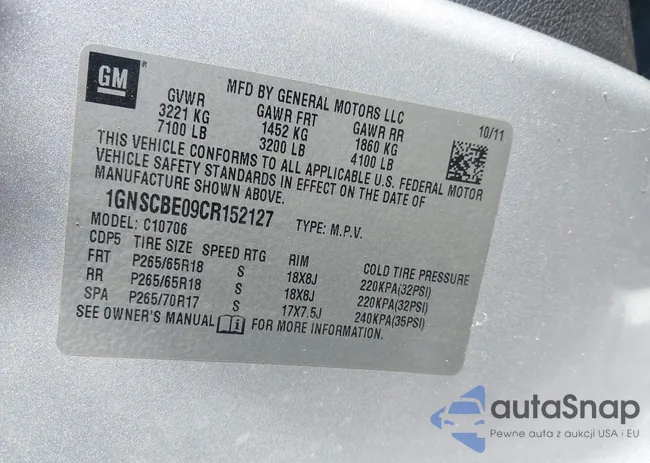 GM
MFD BY GENERAL MOTORS LLC
GVWR GAWR FRT GAWR RR 10/11
3221 KG 1452 KG 1860 KG
7100 LB 3200 LB 4100 LB
THIS VEHICLE CONFORMS TO ALL APPLICABLE U.S. FEDERAL MOTOR
VEHICLE SAFETY STANDARDS IN EFFECT ON THE DATE OF
MANUFACTURE SHOWN ABOVE.
1GNSCBE09CR152127 TYPE: M.P.V.
MODEL: C10706
CDP5 TIRE SIZE SPEED RTG RIM COLD TIRE PRESSURE
FRT P265/65R18 S 18X8J 220KPA(32PSI)
RR P265/65R18 S 18X8J 220KPA(32PSI)
SPA P265/70R17 S 17X7.5J 240KPA(35PSI)
SEE OWNER'S MANUAL FOR MORE INFORMATION.
autaSnap
Pewne auta z aukcji USA i EU